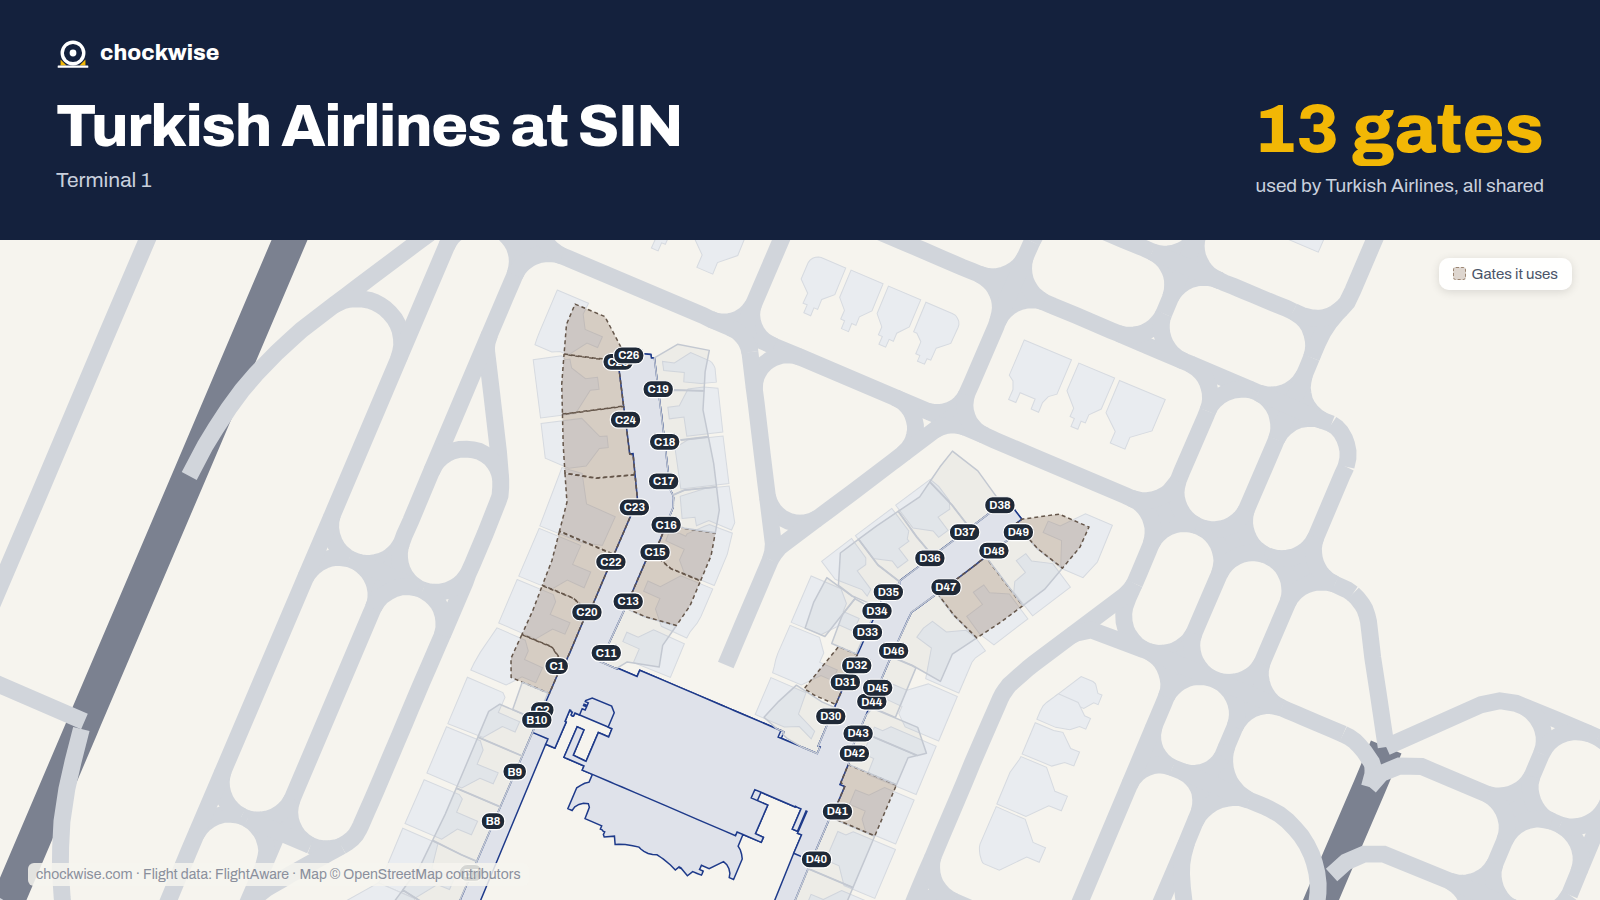 chockwise
Turkish Airlines at SIN
Terminal 1
13 gates
used by Turkish Airlines, all shared
Gates it uses
C26
C19
C24
C18
C17
C23
C16
C15
C22
C13
C20
C11
C1
B10
B9
B8
D38
D49
D37
D48
D36
D47
D35
D34
D33
D46
D32
D31
D45
D44
D30
D43
D42
D41
D40
chockwise.com · Flight data: FlightAware · Map © OpenStreetMap contributors